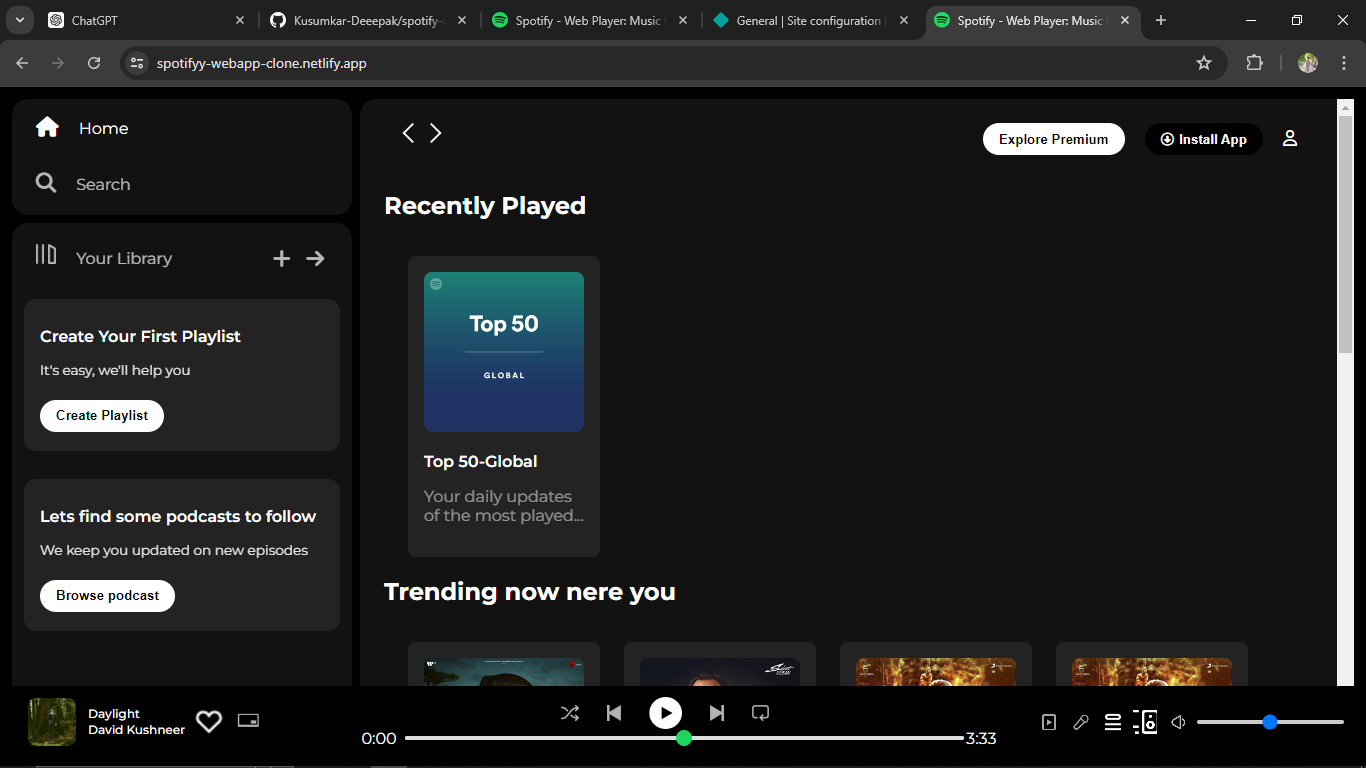 ChatGPT
Kusumkar-Deeepak/spotify-
Spotify - Web Player: Music
General | Site configuration
Spotify - Web Player: Music
spotifyy-webapp-clone.netlify.app
Home
Search
Your Library
Create Your First Playlist
It's easy, we'll help you
Create Playlist
Lets find some podcasts to follow
We keep you updated on new episodes
Browse podcast
Explore Premium
Install App
Recently Played
Top 50
GLOBAL
Top 50-Global
Your daily updates
of the most played...
Trending now nere you
Daylight
David Kushneer
0:00
3:33